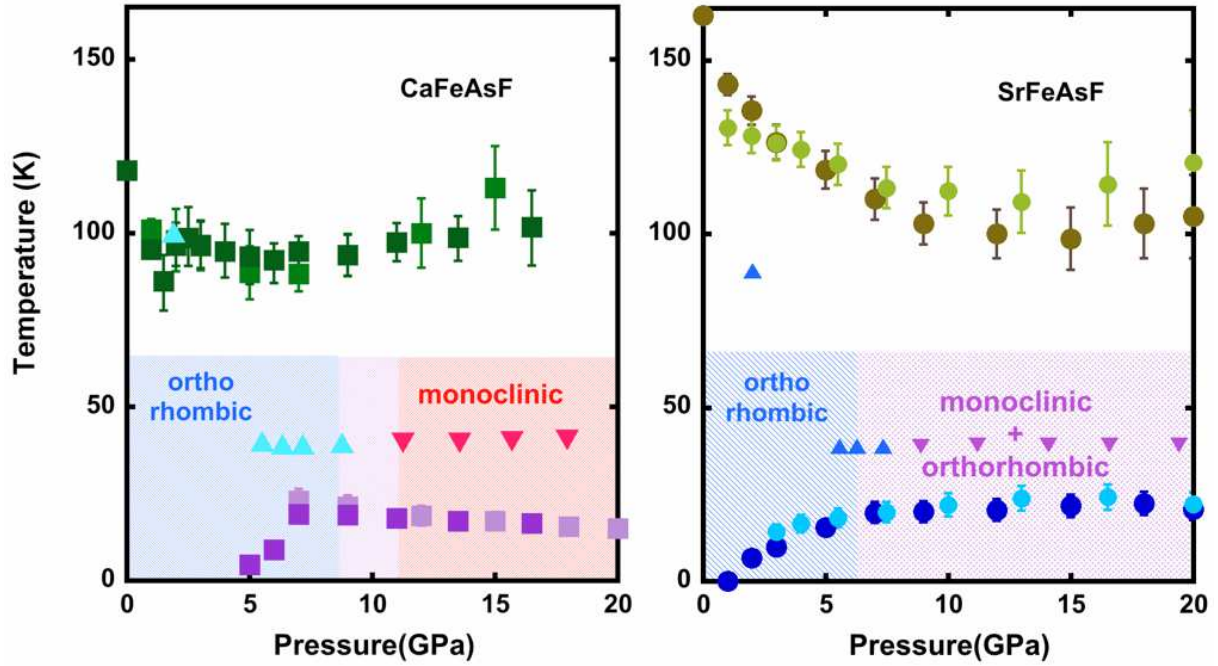 CaFeAsF
SrFeAsF
Temperature (K)
150
100
50
0
ortho
rhombic
monoclinic
0 5 10 15 20
Pressure(GPa)
150
100
50
0
ortho
rhombic
monoclinic
+
orthorhombic
0 5 10 15 20
Pressure(GPa)